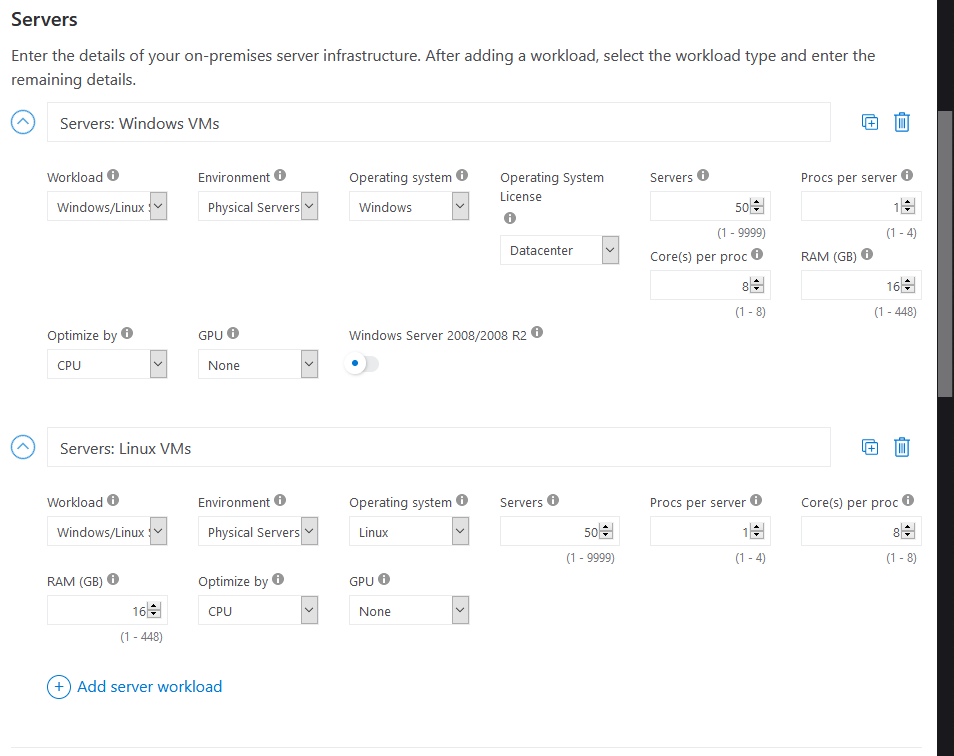 Servers
Enter the details of your on-premises server infrastructure. After adding a workload, select the workload type and enter the
remaining details.
Servers: Windows VMs
Workload
Environment
Operating system
Operating System
License
Servers
Procs per server
Windows/Linux
Physical Servers
Windows
Datacenter
50
(1 - 9999)
1
(1 - 4)
Core(s) per proc
RAM (GB)
8
(1 - 8)
16
(1 - 448)
Optimize by
GPU
Windows Server 2008/2008 R2
CPU
None
Servers: Linux VMs
Workload
Environment
Operating system
Servers
Procs per server
Core(s) per proc
Windows/Linux
Physical Servers
Linux
50
1
8
(1 - 9999)
(1 - 4)
(1 - 8)
RAM (GB)
Optimize by
GPU
16
CPU
None
(1 - 448)
Add server workload